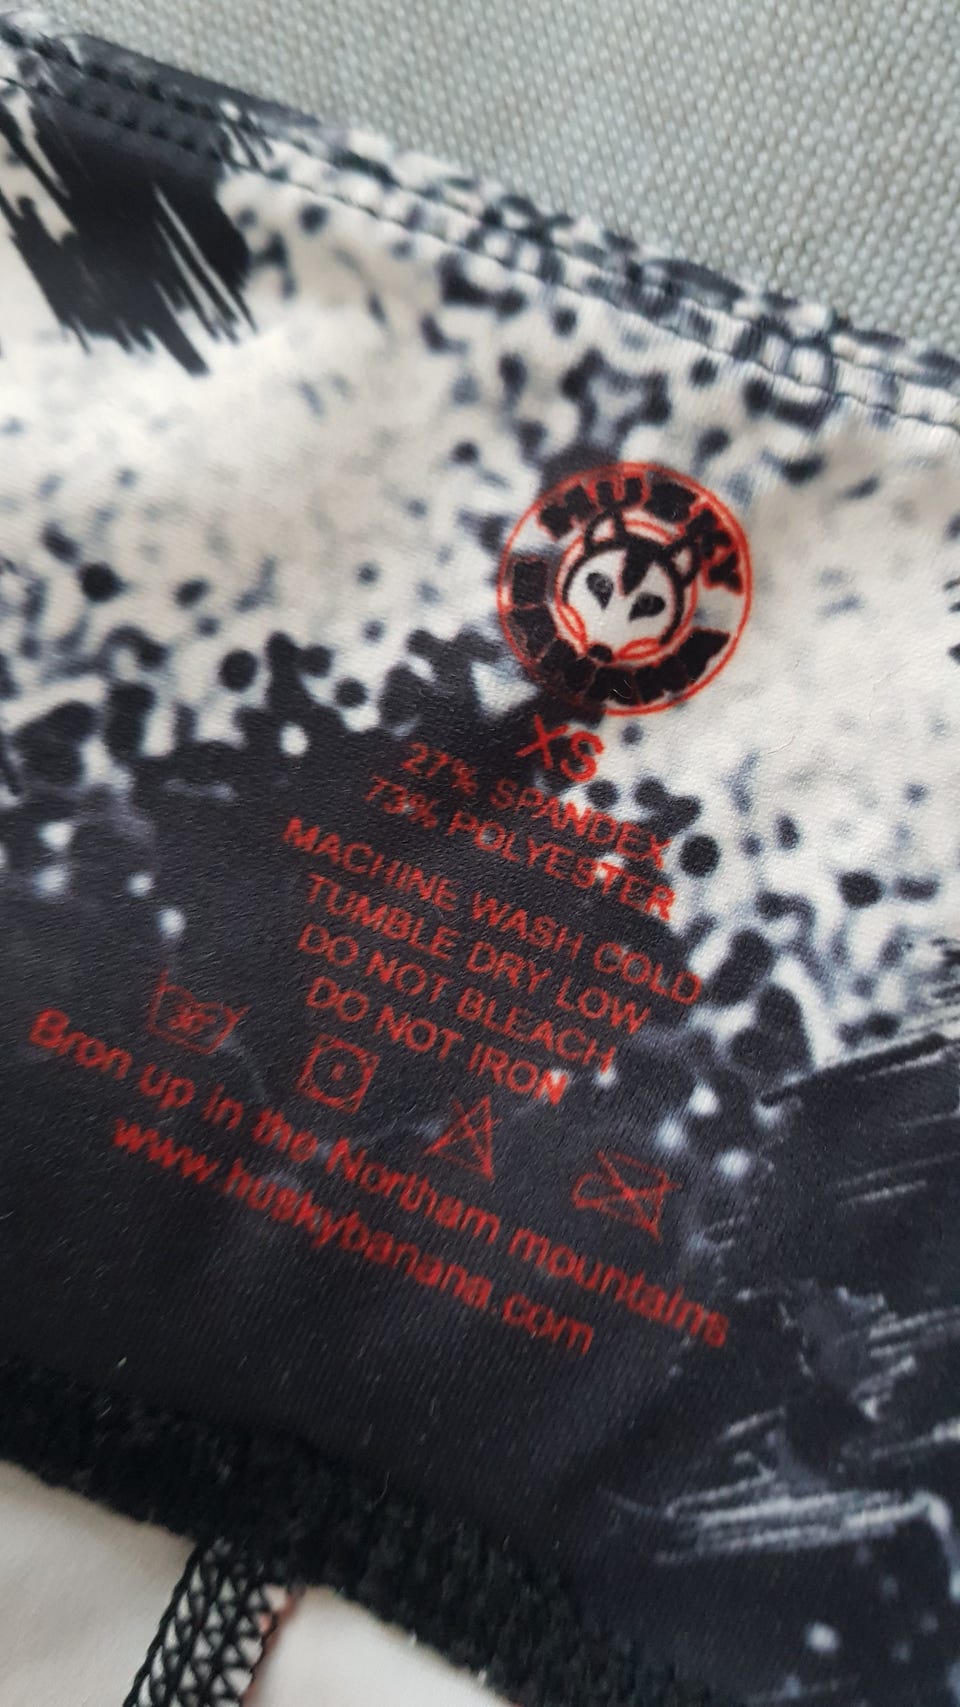 HUSKY
XS
27% SPANDEX
73% POLYESTER
MACHINE WASH COLD
TUMBLE DRY LOW
DO NOT BLEACH
DO NOT IRON
30°
Bron up in the Northam mountains
www.huskybanana.com